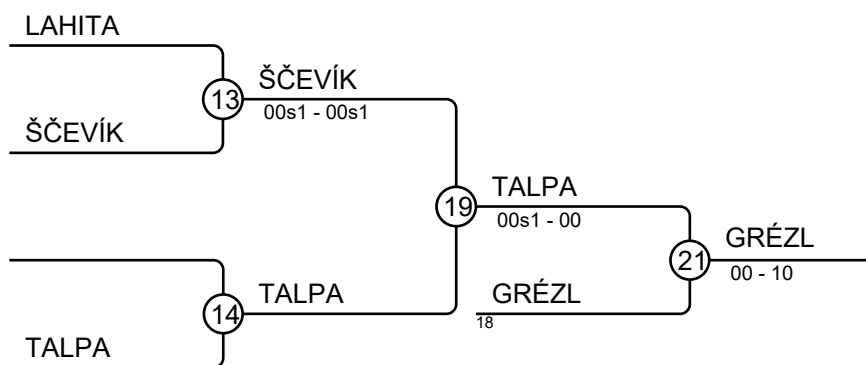 LAHITA
ŠČEVÍK
13
00s1 - 00s1
ŠČEVÍK
TALPA
19
00s1 - 00
GRÉZL
21
00 - 10
TALPA
14
GRÉZL
18
TALPA